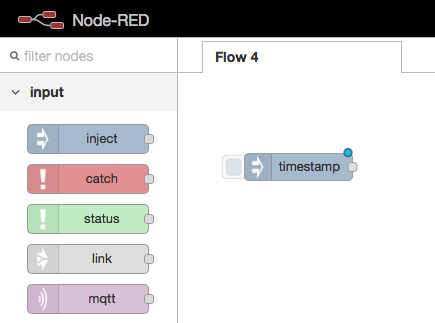 Node-RED
filter nodes
Flow 4
input
inject
timestamp
catch
status
link
mqtt